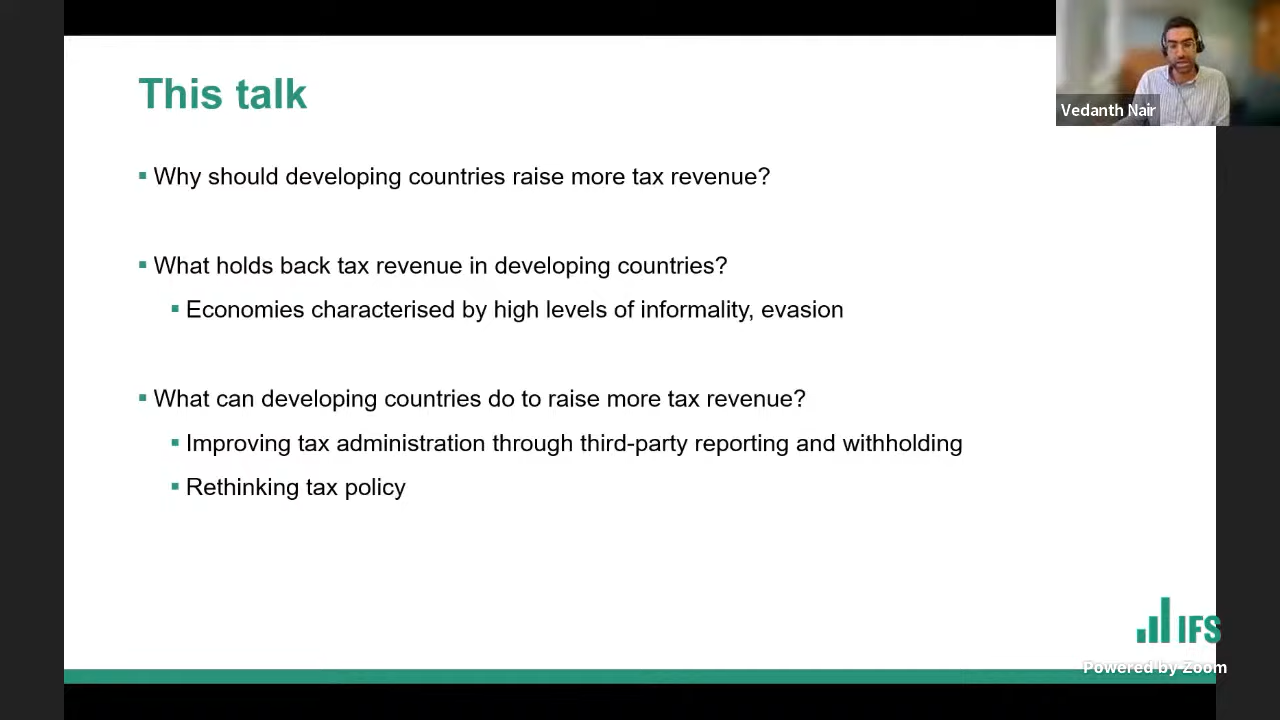 This talk
Vedanth Nair
Why should developing countries raise more tax revenue?
What holds back tax revenue in developing countries?
Economies characterised by high levels of informality, evasion
What can developing countries do to raise more tax revenue?
Improving tax administration through third-party reporting and withholding
Rethinking tax policy
IFS
Powered by Zoom